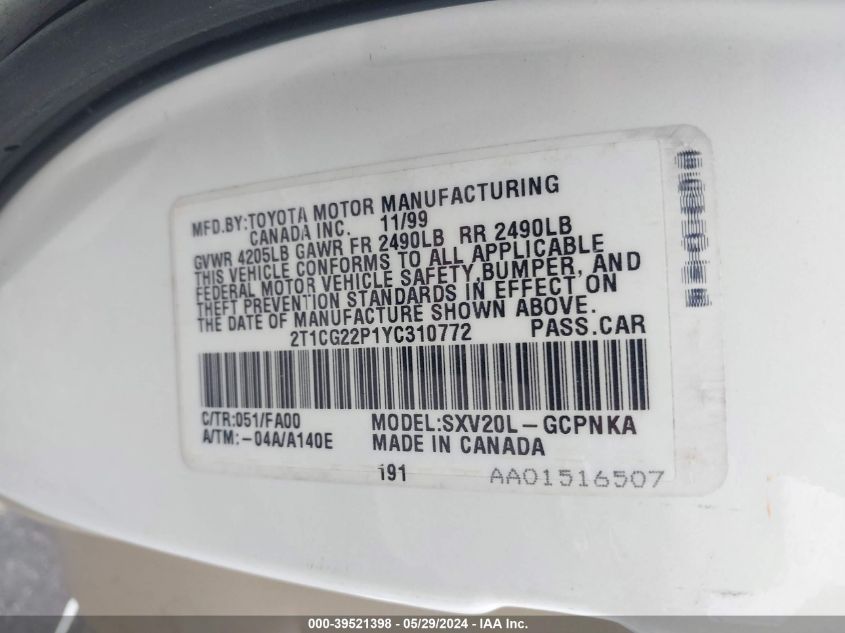 MFD.BY:TOYOTA MOTOR MANUFACTURING
CANADA INC. 11/99
GVWR 4205LB GAWR FR 2490LB RR 2490LB
THIS VEHICLE CONFORMS TO ALL APPLICABLE
FEDERAL MOTOR VEHICLE SAFETY,BUMPER, AND
THEFT PREVENTION STANDARDS IN EFFECT ON
THE DATE OF MANUFACTURE SHOWN ABOVE.
2T1CG22P1YC310772 PASS.CAR
C/TR:051/FA00 MODEL:SXV20L-GCPNKA
A/TM:-04A/A140E MADE IN CANADA
191 AA01516507
000-39521398 - 05/29/2024 - IAA Inc.